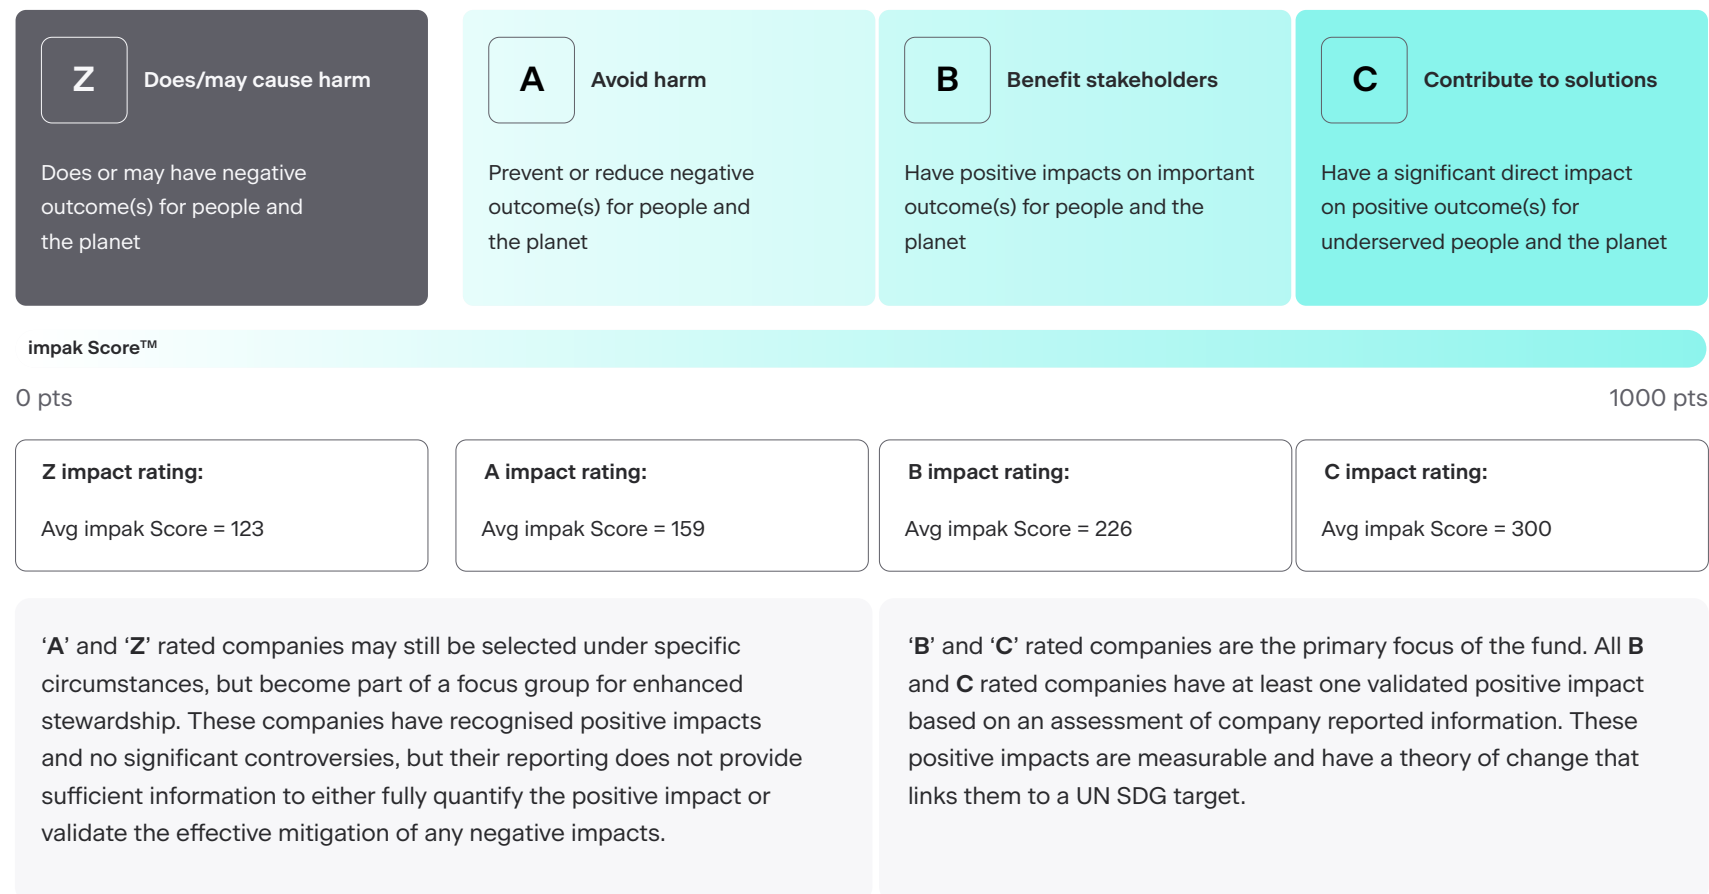 Z
Does/may cause harm
Does or may have negative
outcome(s) for people and
the planet
A
Avoid harm
Prevent or reduce negative
outcome(s) for people and
the planet
B
Benefit stakeholders
Have positive impacts on important
outcome(s) for people and the
planet
C
Contribute to solutions
Have a significant direct impact
on positive outcome(s) for
underserved people and the planet
impak Score™
0 pts
1000 pts
Z impact rating:
Avg impak Score = 123
A impact rating:
Avg impak Score = 159
B impact rating:
Avg impak Score = 226
C impact rating:
Avg impak Score = 300
‘A’ and ‘Z’ rated companies may still be selected under specific
circumstances, but become part of a focus group for enhanced
stewardship. These companies have recognised positive impacts
and no significant controversies, but their reporting does not provide
sufficient information to either fully quantify the positive impact or
validate the effective mitigation of any negative impacts.
‘B’ and ‘C’ rated companies are the primary focus of the fund. All B
and C rated companies have at least one validated positive impact
based on an assessment of company reported information. These
positive impacts are measurable and have a theory of change that
links them to a UN SDG target.